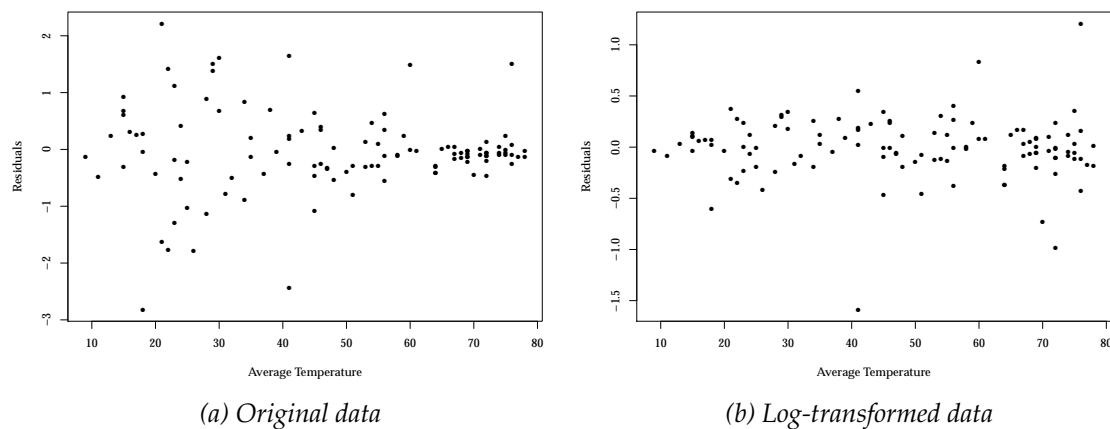 2
1
0
-1
-2
-3
Residuals
10 20 30 40 50 60 70 80
Average Temperature
(a) Original data
1.0
0.5
0.0
-0.5
-1.0
-1.5
Residuals
10 20 30 40 50 60 70 80
Average Temperature
(b) Log-transformed data